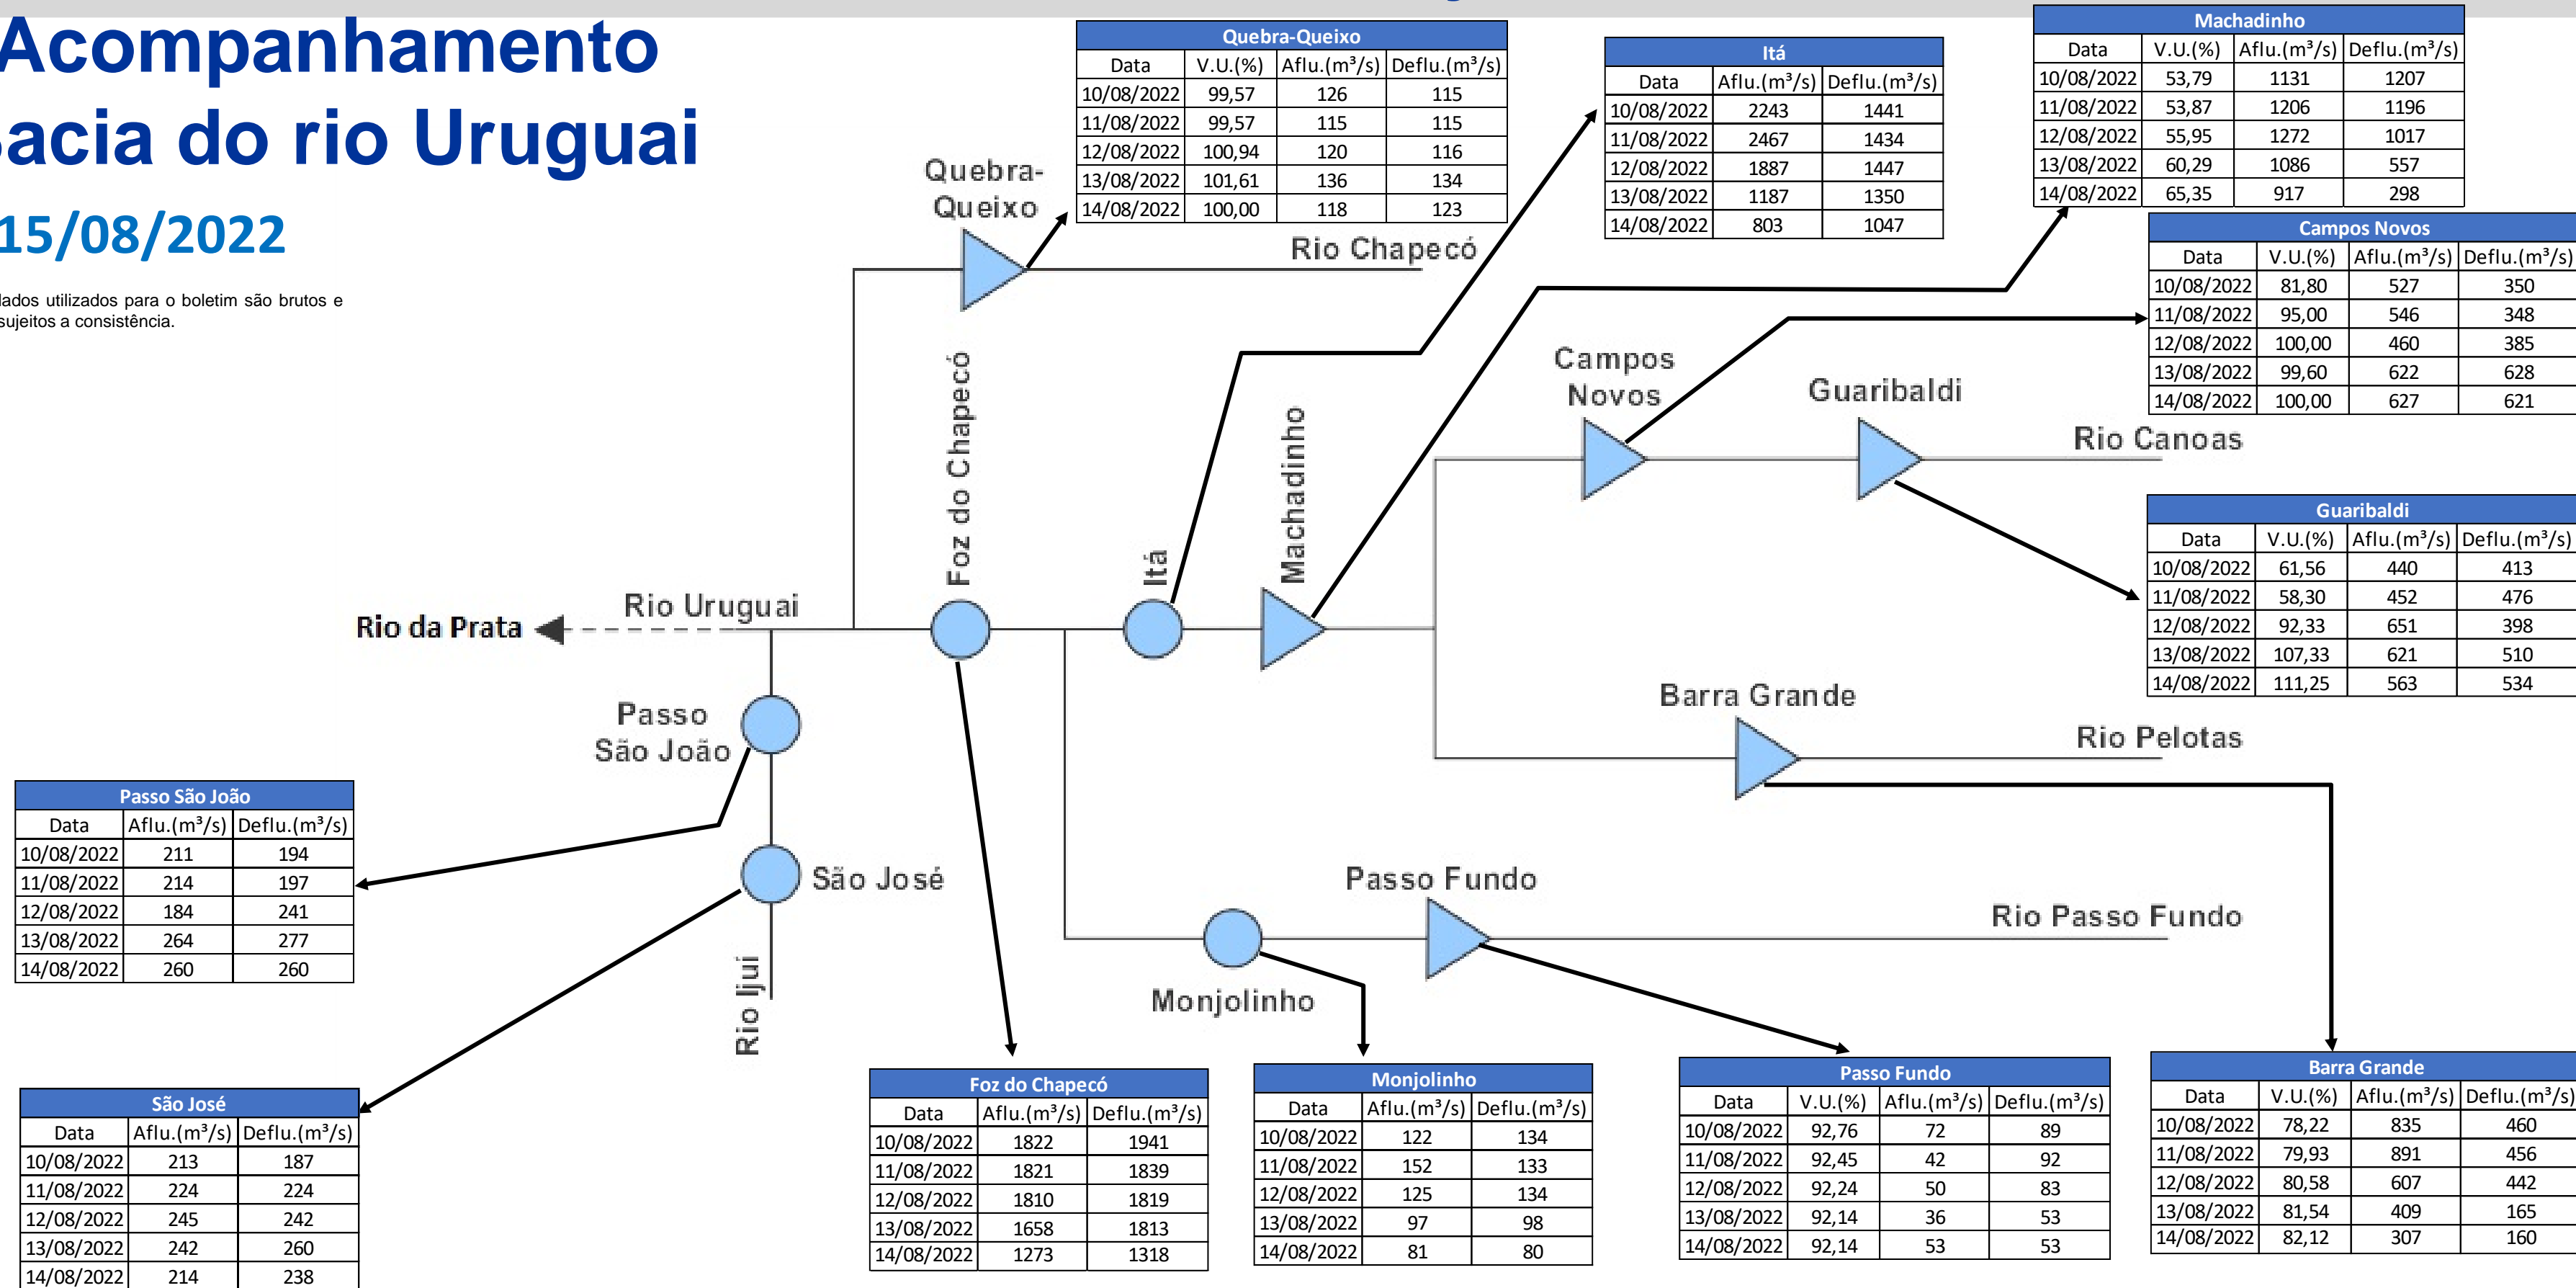 Acompanhamento
Bacia do rio Uruguai
15/08/2022
dados utilizados para o boletim são brutos e
sujeitos a consistência.
Quebra-Queixo
Data V.U.(%) Aflu.(m³/s) Deflu.(m³/s)
10/08/2022 99,57 126 115
11/08/2022 99,57 115 115
12/08/2022 100,94 120 116
13/08/2022 101,61 136 134
14/08/2022 100,00 118 123
Itá
Data Aflu.(m³/s) Deflu.(m³/s)
10/08/2022 2243 1441
11/08/2022 2467 1434
12/08/2022 1887 1447
13/08/2022 1187 1350
14/08/2022 803 1047
Machadinho
Data V.U.(%) Aflu.(m³/s) Deflu.(m³/s)
10/08/2022 53,79 1131 1207
11/08/2022 53,87 1206 1196
12/08/2022 55,95 1272 1017
13/08/2022 60,29 1086 557
14/08/2022 65,35 917 298
Campos Novos
Data V.U.(%) Aflu.(m³/s) Deflu.(m³/s)
10/08/2022 81,80 527 350
11/08/2022 95,00 546 348
12/08/2022 100,00 460 385
13/08/2022 99,60 622 628
14/08/2022 100,00 627 621
Guaribaldi
Data V.U.(%) Aflu.(m³/s) Deflu.(m³/s)
10/08/2022 61,56 440 413
11/08/2022 58,30 452 476
12/08/2022 92,33 651 398
13/08/2022 107,33 621 510
14/08/2022 111,25 563 534
Quebra-
Queixo
Rio Chapecó
Foz do Chapecó
Itá
Machadinho
Campos
Novos
Guaribaldi
Rio Canoas
Rio da Prata
Rio Uruguai
Barra Grande
Rio Pelotas
Passo
São João
São José
Rio Ijuí
Passo Fundo
Rio Passo Fundo
Monjolinho
Passo São João
Data Aflu.(m³/s) Deflu.(m³/s)
10/08/2022 211 194
11/08/2022 214 197
12/08/2022 184 241
13/08/2022 264 277
14/08/2022 260 260
São José
Data Aflu.(m³/s) Deflu.(m³/s)
10/08/2022 213 187
11/08/2022 224 224
12/08/2022 245 242
13/08/2022 242 260
14/08/2022 214 238
Foz do Chapecó
Data Aflu.(m³/s) Deflu.(m³/s)
10/08/2022 1822 1941
11/08/2022 1821 1839
12/08/2022 1810 1819
13/08/2022 1658 1813
14/08/2022 1273 1318
Monjolinho
Data Aflu.(m³/s) Deflu.(m³/s)
10/08/2022 122 134
11/08/2022 152 133
12/08/2022 125 134
13/08/2022 97 98
14/08/2022 81 80
Passo Fundo
Data V.U.(%) Aflu.(m³/s) Deflu.(m³/s)
10/08/2022 92,76 72 89
11/08/2022 92,45 42 92
12/08/2022 92,24 50 83
13/08/2022 92,14 36 53
14/08/2022 92,14 53 53
Barra Grande
Data V.U.(%) Aflu.(m³/s) Deflu.(m³/s)
10/08/2022 78,22 835 460
11/08/2022 79,93 891 456
12/08/2022 80,58 607 442
13/08/2022 81,54 409 165
14/08/2022 82,12 307 160